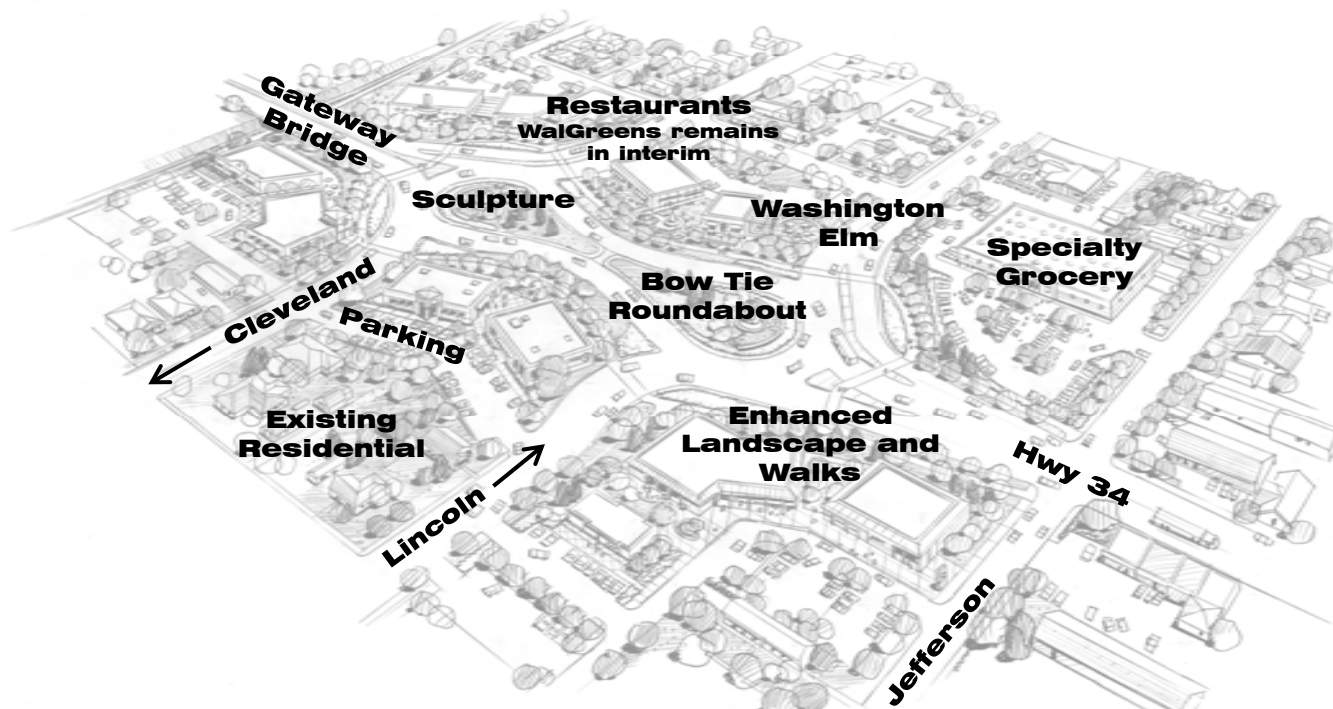 Gateway
Bridge
Restaurants
WalGreens remains
in interim
Sculpture
Washington
Elm
Specialty
Grocery
Bow Tie
Roundabout
Cleveland
Parking
Existing
Residential
Enhanced
Landscape and
Walks
Hwy 34
Lincoln
Jefferson